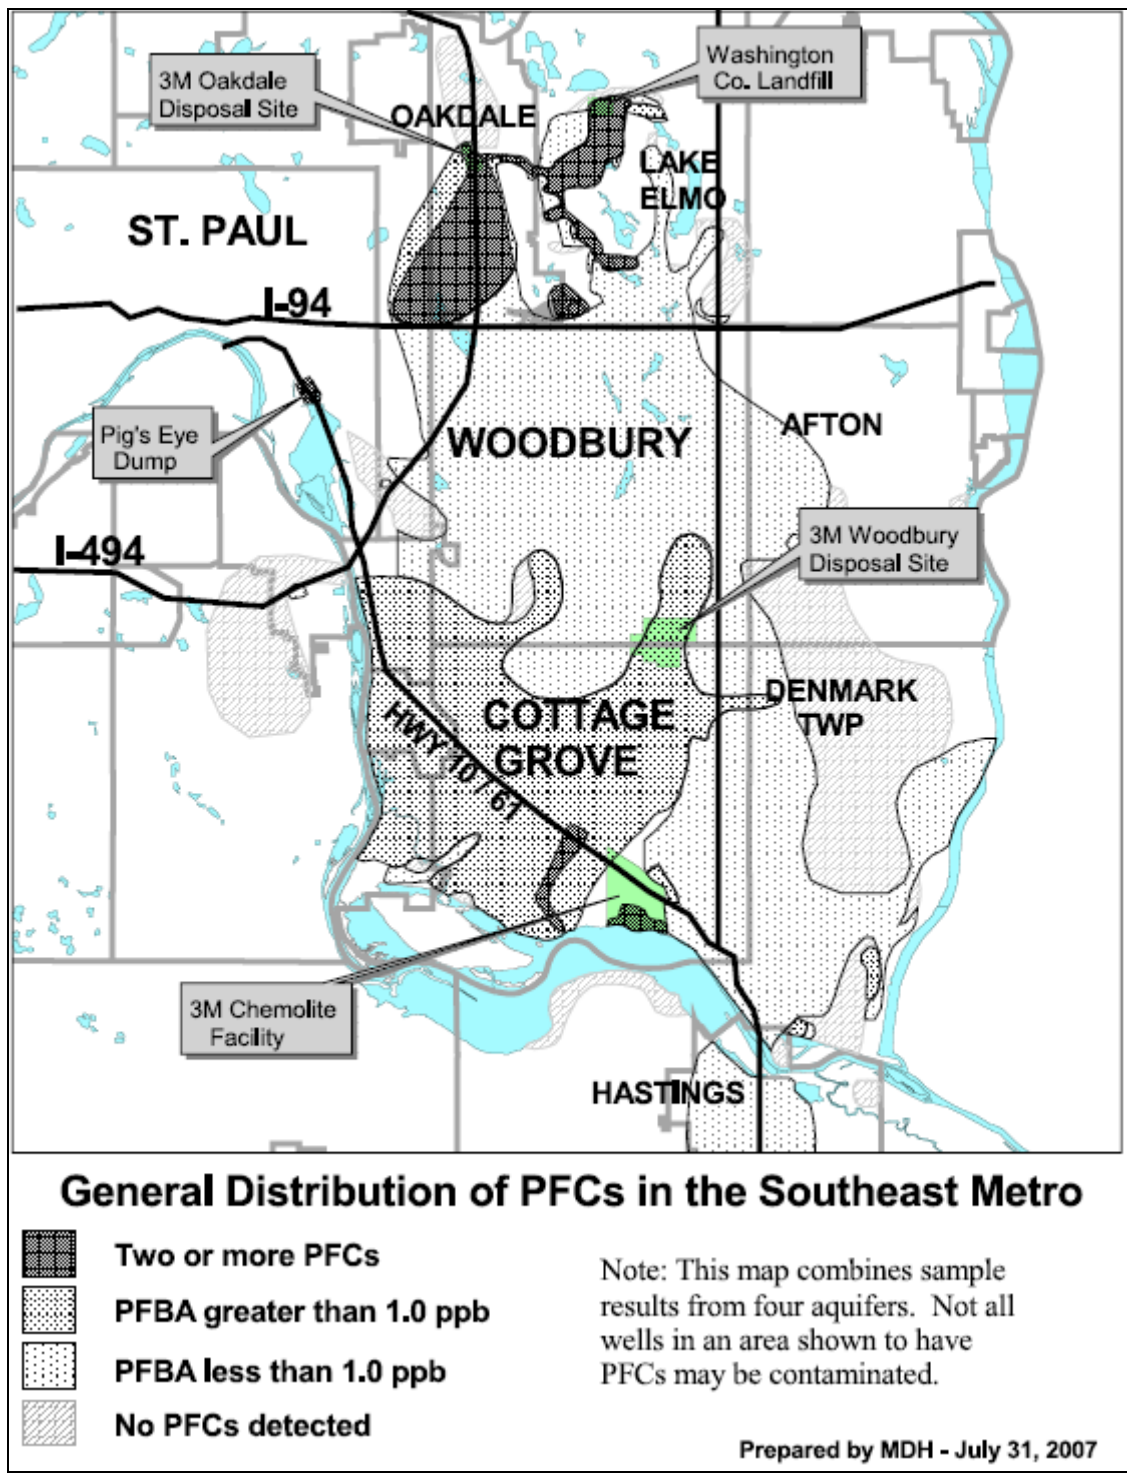 Washington
Co. Landfill
3M Oakdale
Disposal Site
OAKDALE
LAKE
ELMO
ST. PAUL
I-94
Pig's Eye
Dump
WOODBURY
AFTON
I-494
3M Woodbury
Disposal Site
COTTAGE
GROVE
DENMARK
TWP
HWY 10 / 61
3M Chemolite
Facility
HASTINGS
General Distribution of PFCs in the Southeast Metro
Two or more PFCs
PFBA greater than 1.0 ppb
PFBA less than 1.0 ppb
No PFCs detected
Note: This map combines sample
results from four aquifers. Not all
wells in an area shown to have
PFCs may be contaminated.
Prepared by MDH - July 31, 2007